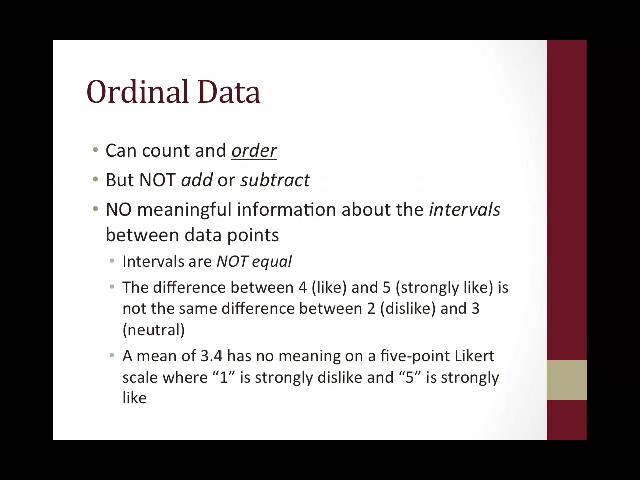 Ordinal Data
• Can count and order
• But NOT add or subtract
• NO meaningful information about the intervals
between data points
• Intervals are NOT equal
• The difference between 4 (like) and 5 (strongly like) is
not the same difference between 2 (dislike) and 3
(neutral)
• A mean of 3.4 has no meaning on a five-point Likert
scale where “1” is strongly dislike and “5” is strongly
like